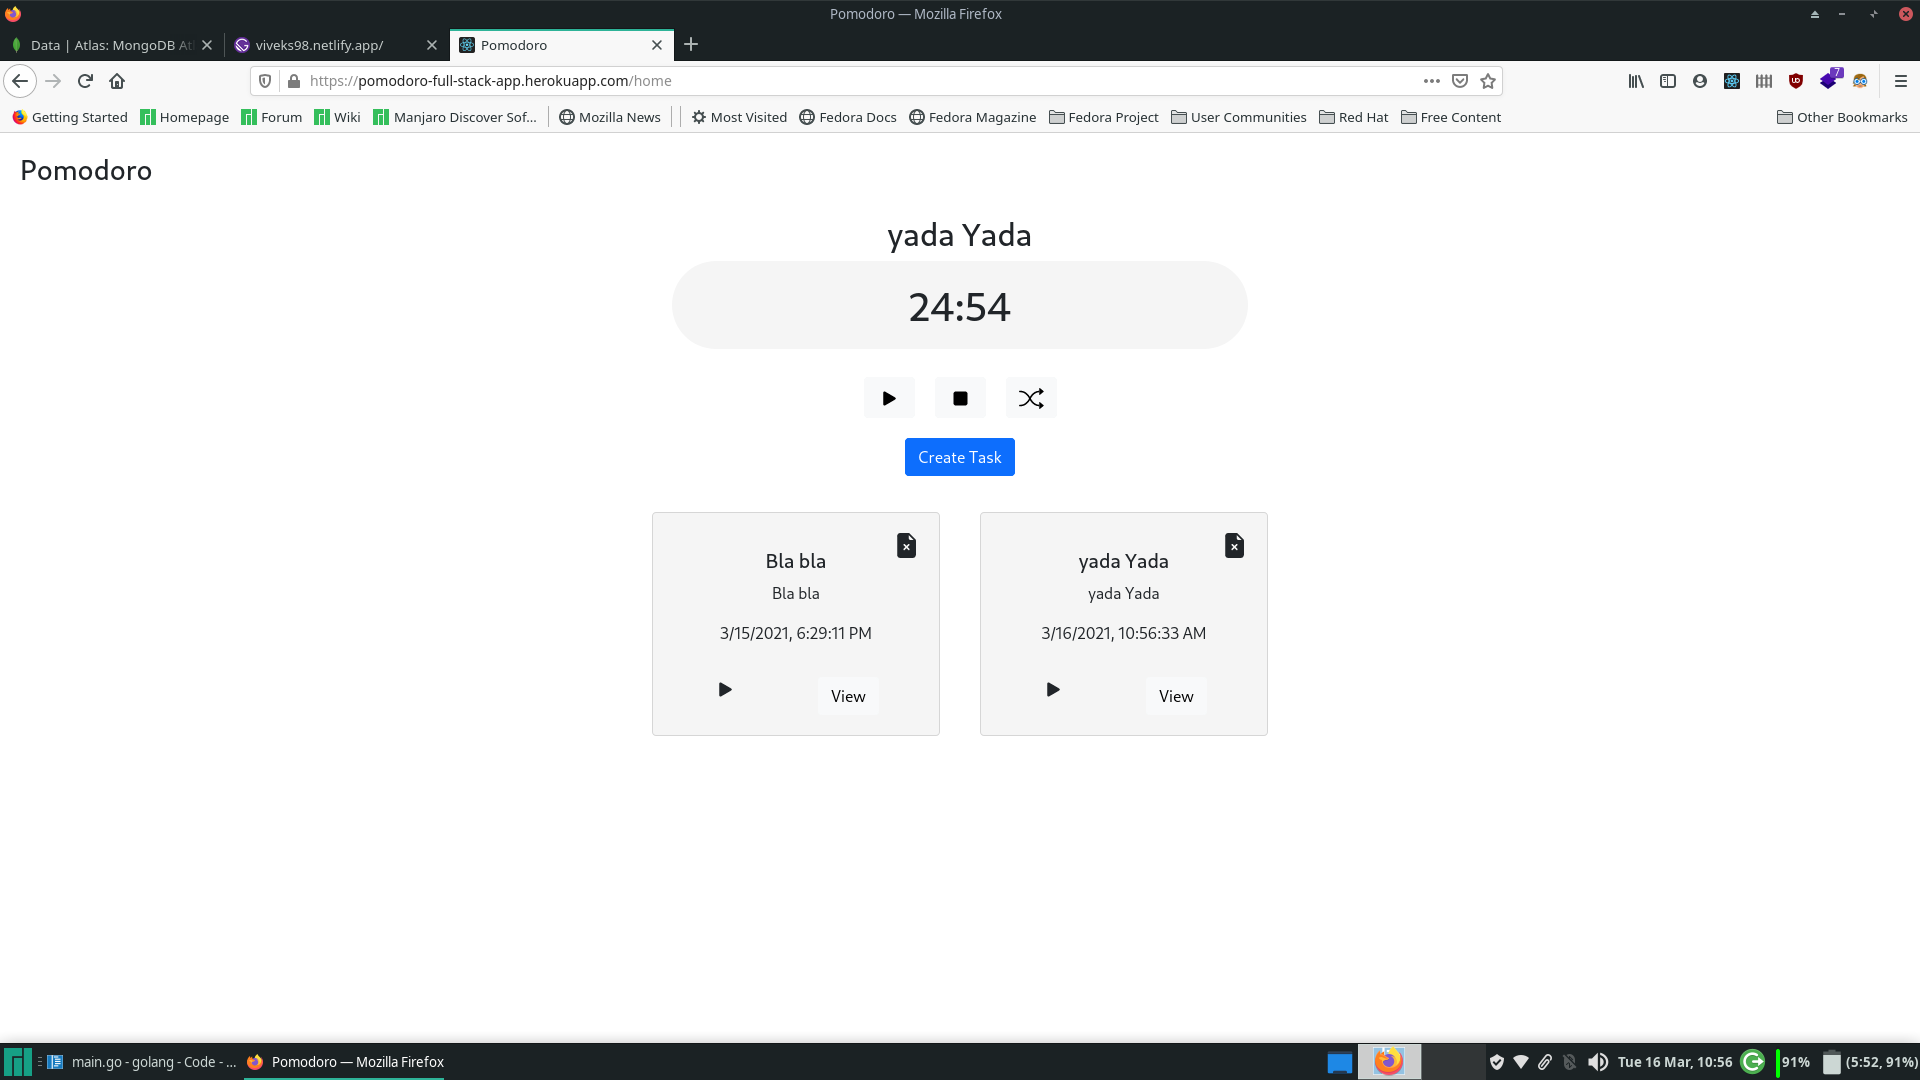 Pomodoro — Mozilla Firefox
Data | Atlas: MongoDB At
viveks98.netlify.app/
Pomodoro
https://pomodoro-full-stack-app.herokuapp.com/home
7
Getting Started Homepage Forum Wiki Manjaro Discover Sof... Mozilla News Most Visited Fedora Docs Fedora Magazine Fedora Project User Communities Red Hat Free Content Other Bookmarks
Pomodoro
yada Yada
24:54
Create Task
Bla bla
Bla bla
3/15/2021, 6:29:11 PM
View
yada Yada
yada Yada
3/16/2021, 10:56:33 AM
View
main.go - golang - Code - ...
Pomodoro — Mozilla Firefox
Tue 16 Mar, 10:56
91%
(5:52, 91%)